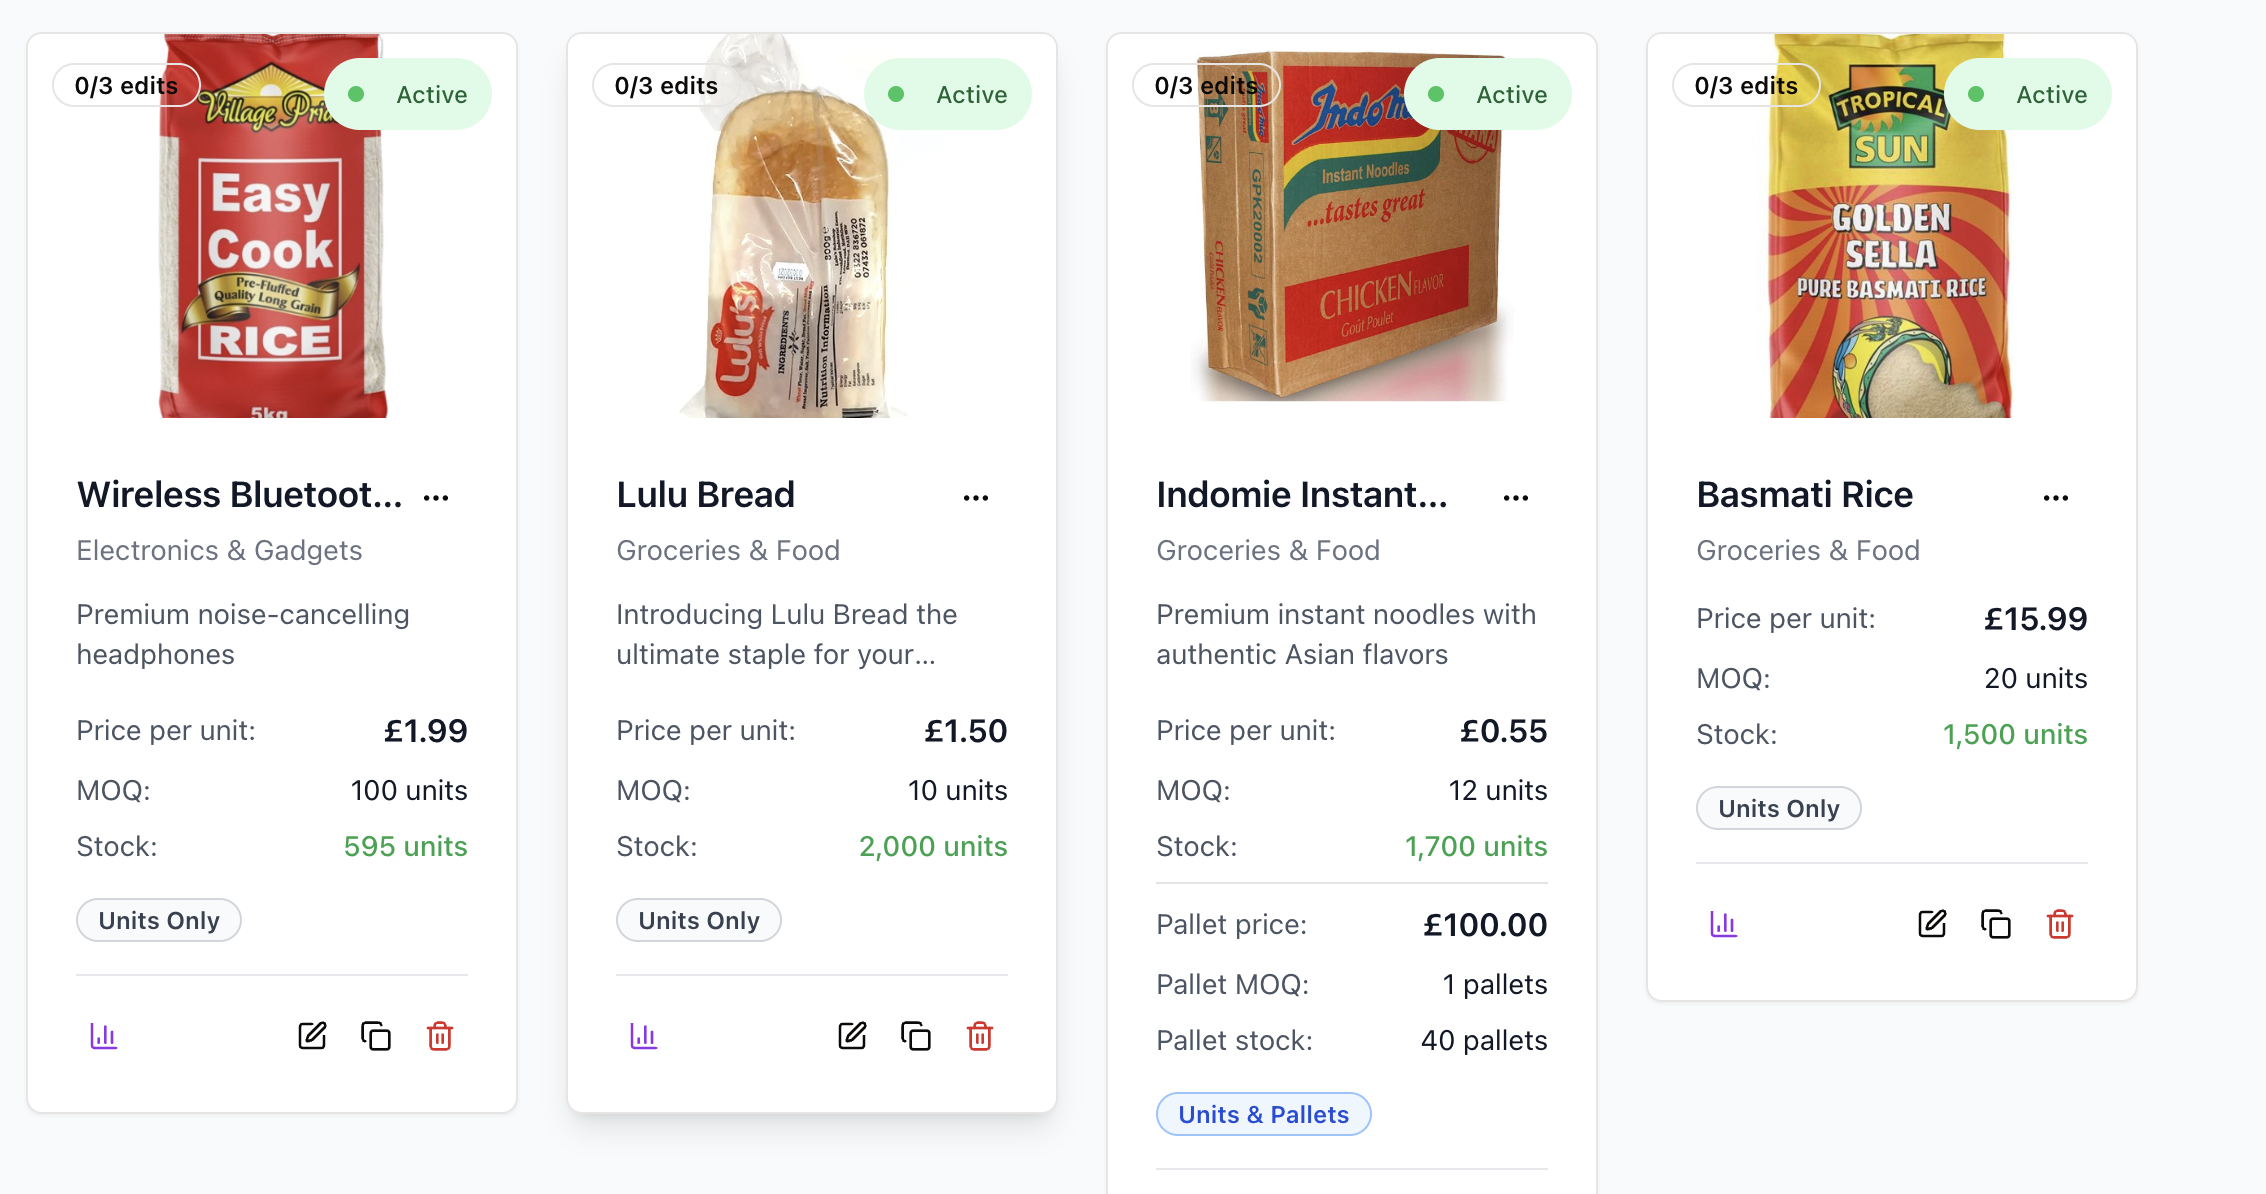 0/3 edits
Active
Village Pri
Easy
Cook
Pre-Fluffed
Quality Long Grain
RICE
5kg
Wireless Bluetoot... ...
Electronics & Gadgets
Premium noise-cancelling
headphones
Price per unit: £1.99
MOQ: 100 units
Stock: 595 units
Units Only
0/3 edits
Active
Lulu's
INGREDIENTS
Nutrition Information
800g e
07432 061872
Lulu Bread ...
Groceries & Food
Introducing Lulu Bread the
ultimate staple for your...
Price per unit: £1.50
MOQ: 10 units
Stock: 2,000 units
Units Only
0/3 edits
Active
Indom
Instant Noodles
...tastes great
GPK20002
CHICKEN FLAVOR
Goût Poulet
Indomie Instant... ...
Groceries & Food
Premium instant noodles with
authentic Asian flavors
Price per unit: £0.55
MOQ: 12 units
Stock: 1,700 units
Pallet price: £100.00
Pallet MOQ: 1 pallets
Pallet stock: 40 pallets
Units & Pallets
0/3 edits
Active
TROPICAL
SUN
GOLDEN
SELLA
PURE BASMATI RICE
Basmati Rice ...
Groceries & Food
Price per unit: £15.99
MOQ: 20 units
Stock: 1,500 units
Units Only